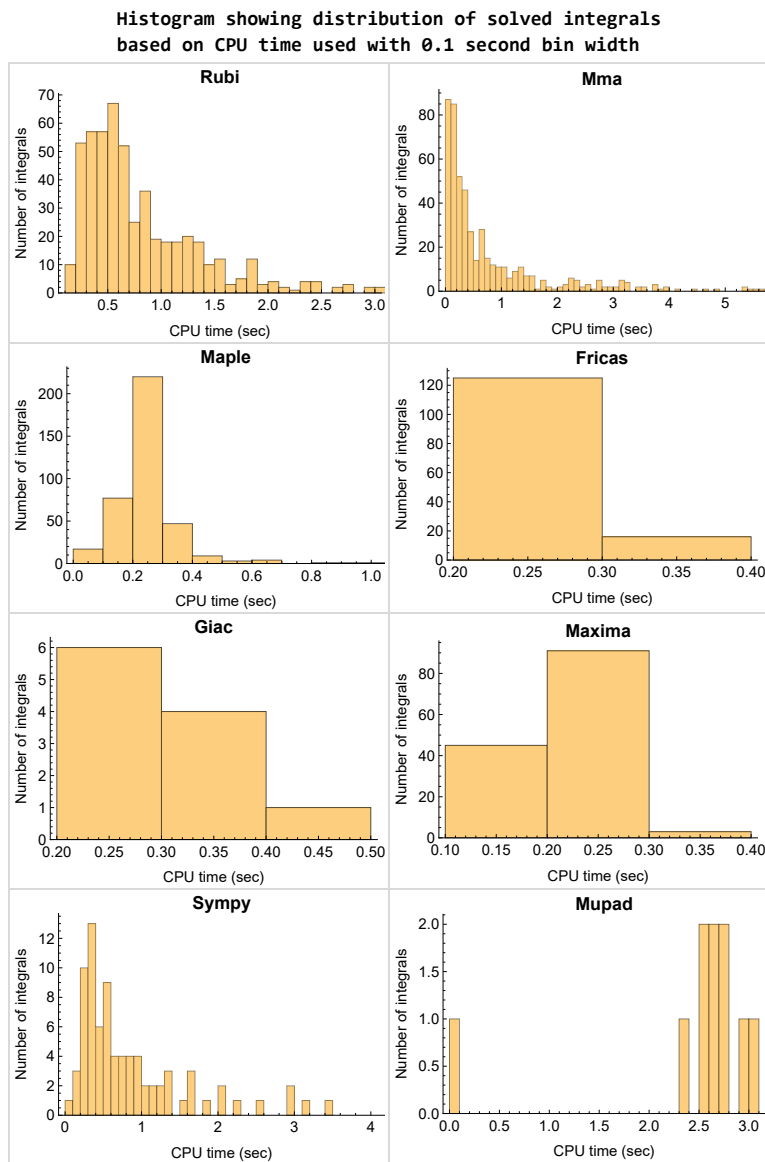 Histogram showing distribution of solved integrals
based on CPU time used with 0.1 second bin width
Rubi
Number of integrals
70
60
50
40
30
20
10
0
0.5 1.0 1.5 2.0 2.5 3.0
CPU time (sec)
Mma
Number of integrals
80
60
40
20
0
0 1 2 3 4 5
CPU time (sec)
Maple
Number of integrals
200
150
100
50
0
0.0 0.2 0.4 0.6 0.8 1.0
CPU time (sec)
Fricas
Number of integrals
120
100
80
60
40
20
0
0.20 0.25 0.30 0.35 0.40
CPU time (sec)
Giac
Number of integrals
6
5
4
3
2
1
0
0.20 0.25 0.30 0.35 0.40 0.45 0.50
CPU time (sec)
Maxima
Number of integrals
80
60
40
20
0
0.10 0.15 0.20 0.25 0.30 0.35 0.40
CPU time (sec)
Sympy
Number of integrals
12
10
8
6
4
2
0
0 1 2 3 4
CPU time (sec)
Mupad
Number of integrals
2.0
1.5
1.0
0.5
0.0
0.0 0.5 1.0 1.5 2.0 2.5 3.0
CPU time (sec)